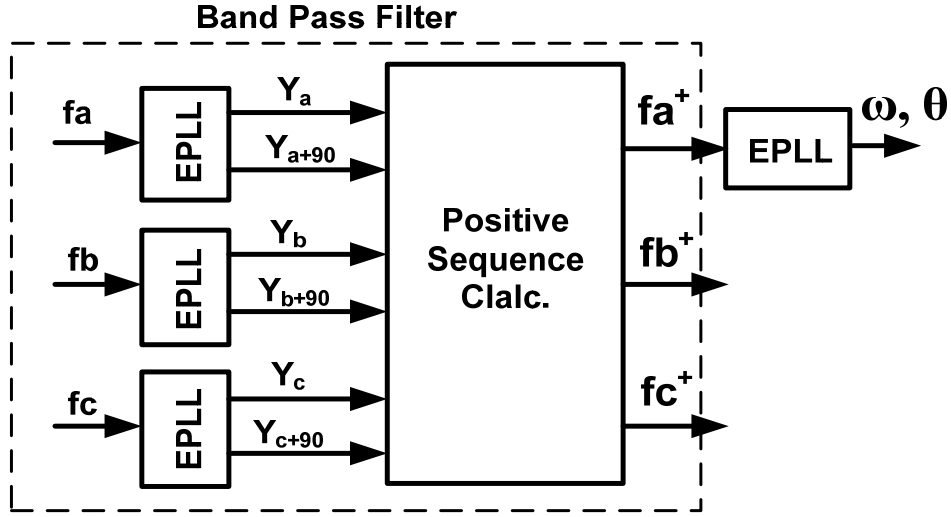 Band Pass Filter
fa
EPLL
Ya
Ya+90
fb
EPLL
Yb
Yb+90
fc
EPLL
Yc
Yc+90
Positive
Sequence
Clalc.
fa+
fb+
fc+
EPLL
ω, θ